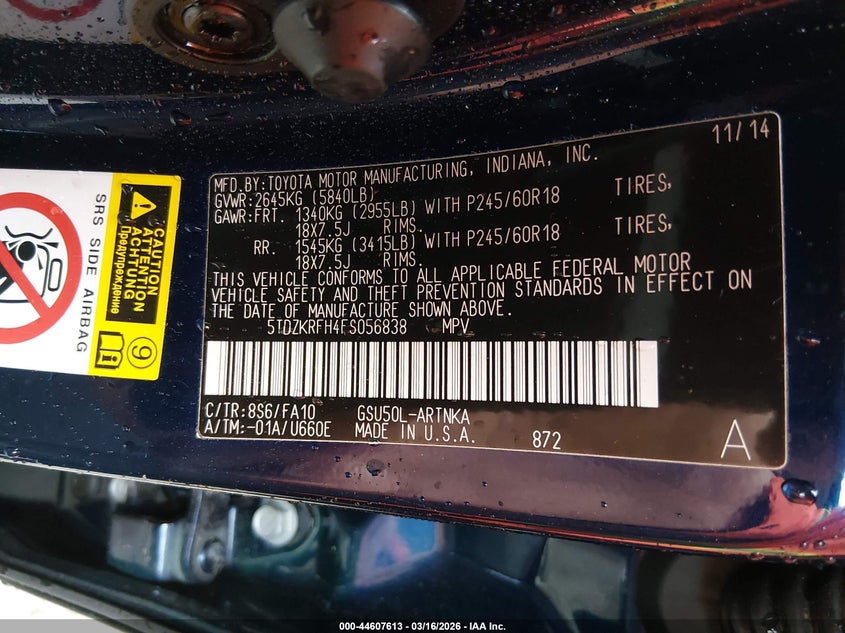 11/14
MFD.BY:TOYOTA MOTOR MANUFACTURING, INDIANA, INC.
GVWR:2645KG (5840LB)
GAWR:FRT. 1340KG (2955LB) WITH P245/60R18 TIRES,
18X7.5J RIMS.
RR. 1545KG (3415LB) WITH P245/60R18 TIRES,
18X7.5J RIMS.
THIS VEHICLE CONFORMS TO ALL APPLICABLE FEDERAL MOTOR
VEHICLE SAFETY AND THEFT PREVENTION STANDARDS IN EFFECT ON
THE DATE OF MANUFACTURE SHOWN ABOVE.
5TDZKRFH4FS056838 MPV
C/TR:8S6/FA10 GSU50L-ARTNKA
A/TM:-01A/U660E MADE IN U.S.A. 872 A
SRS SIDE AIRBAG
CAUTION
ATTENTION
ACHTUNG
Предупреждение
9
000-44607613 - 03/16/2026 - IAA Inc.